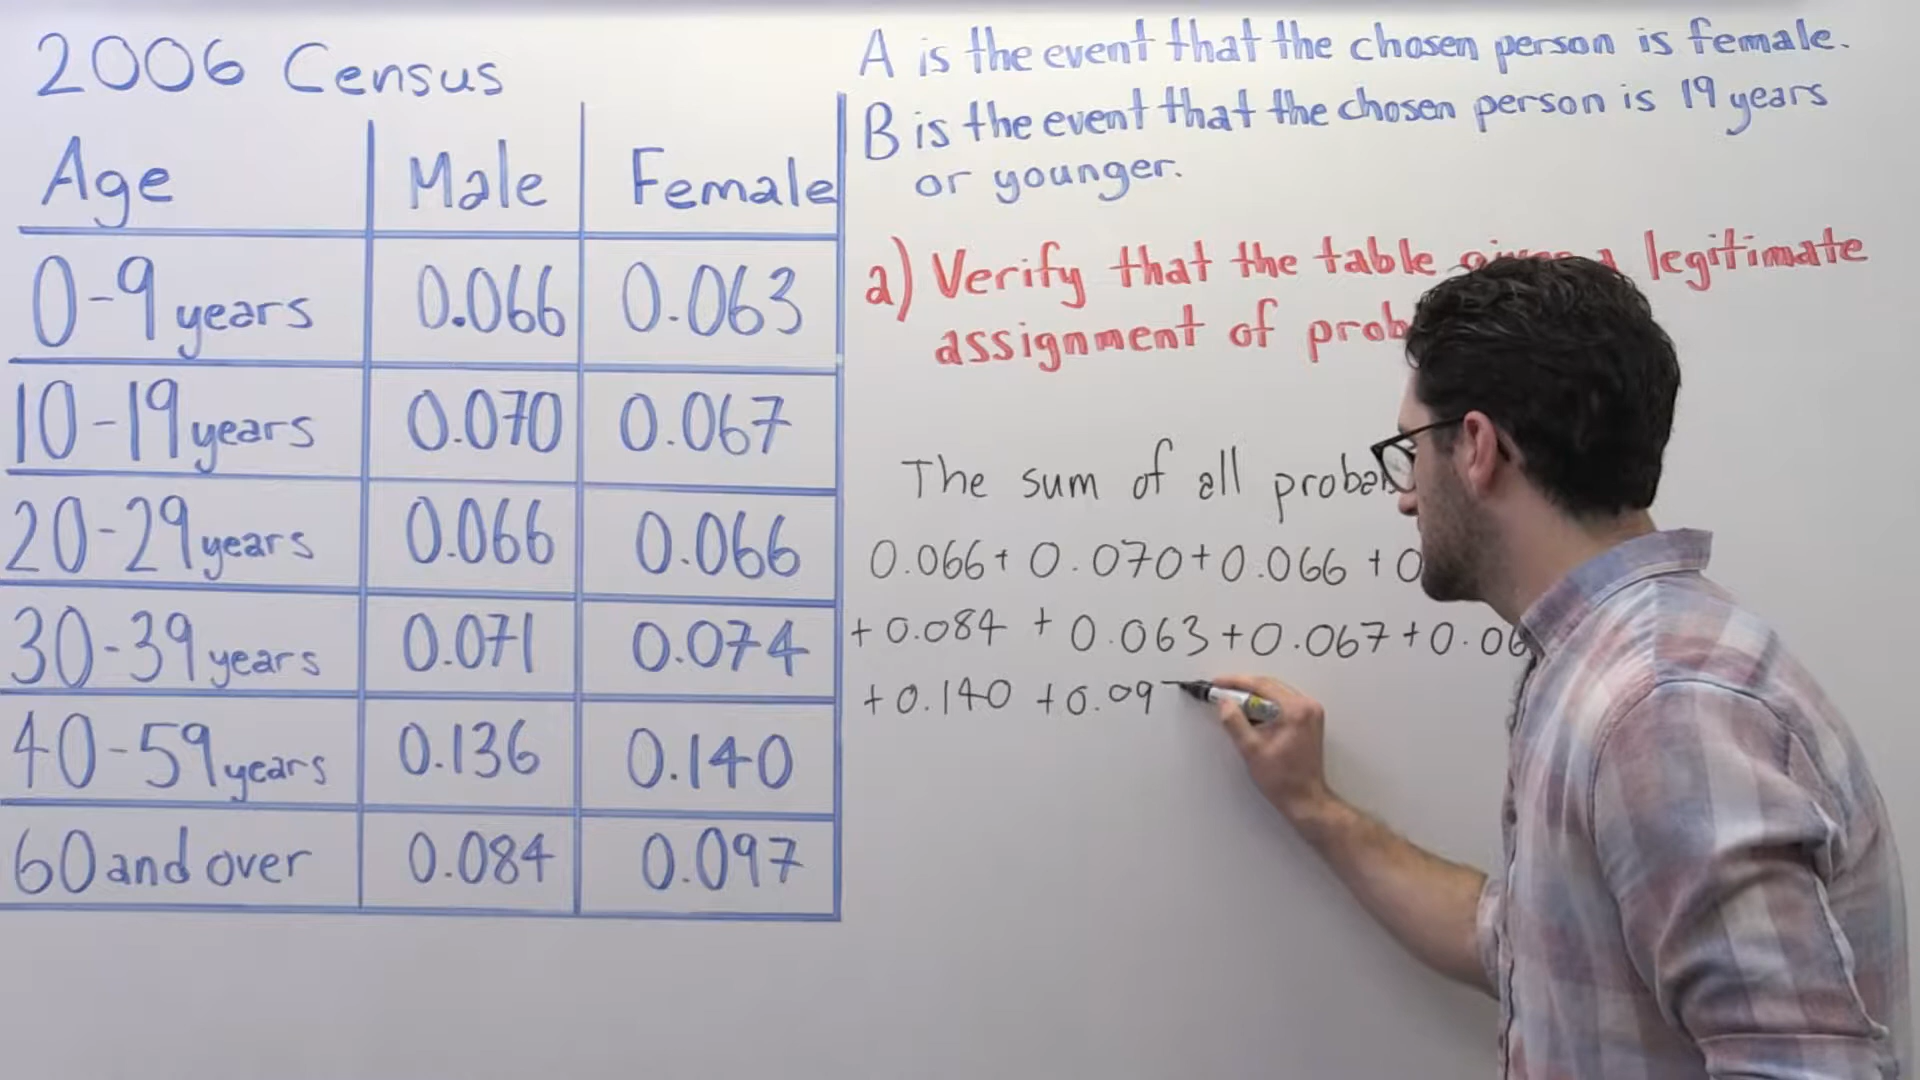 2006 Census
Age Male Female
0-9 years 0.066 0.063
10-19 years 0.070 0.067
20-29 years 0.066 0.066
30-39 years 0.071 0.074
40-59 years 0.136 0.140
60 and over 0.084 0.097
A is the event that the chosen person is female.
B is the event that the chosen person is 19 years
or younger.
a) Verify that the table legitimate
assignment of prob
The sum of all proba
0.066 + 0.070 + 0.066 + 0
+ 0.084 + 0.063 + 0.067 + 0.06
+ 0.140 + 0.09